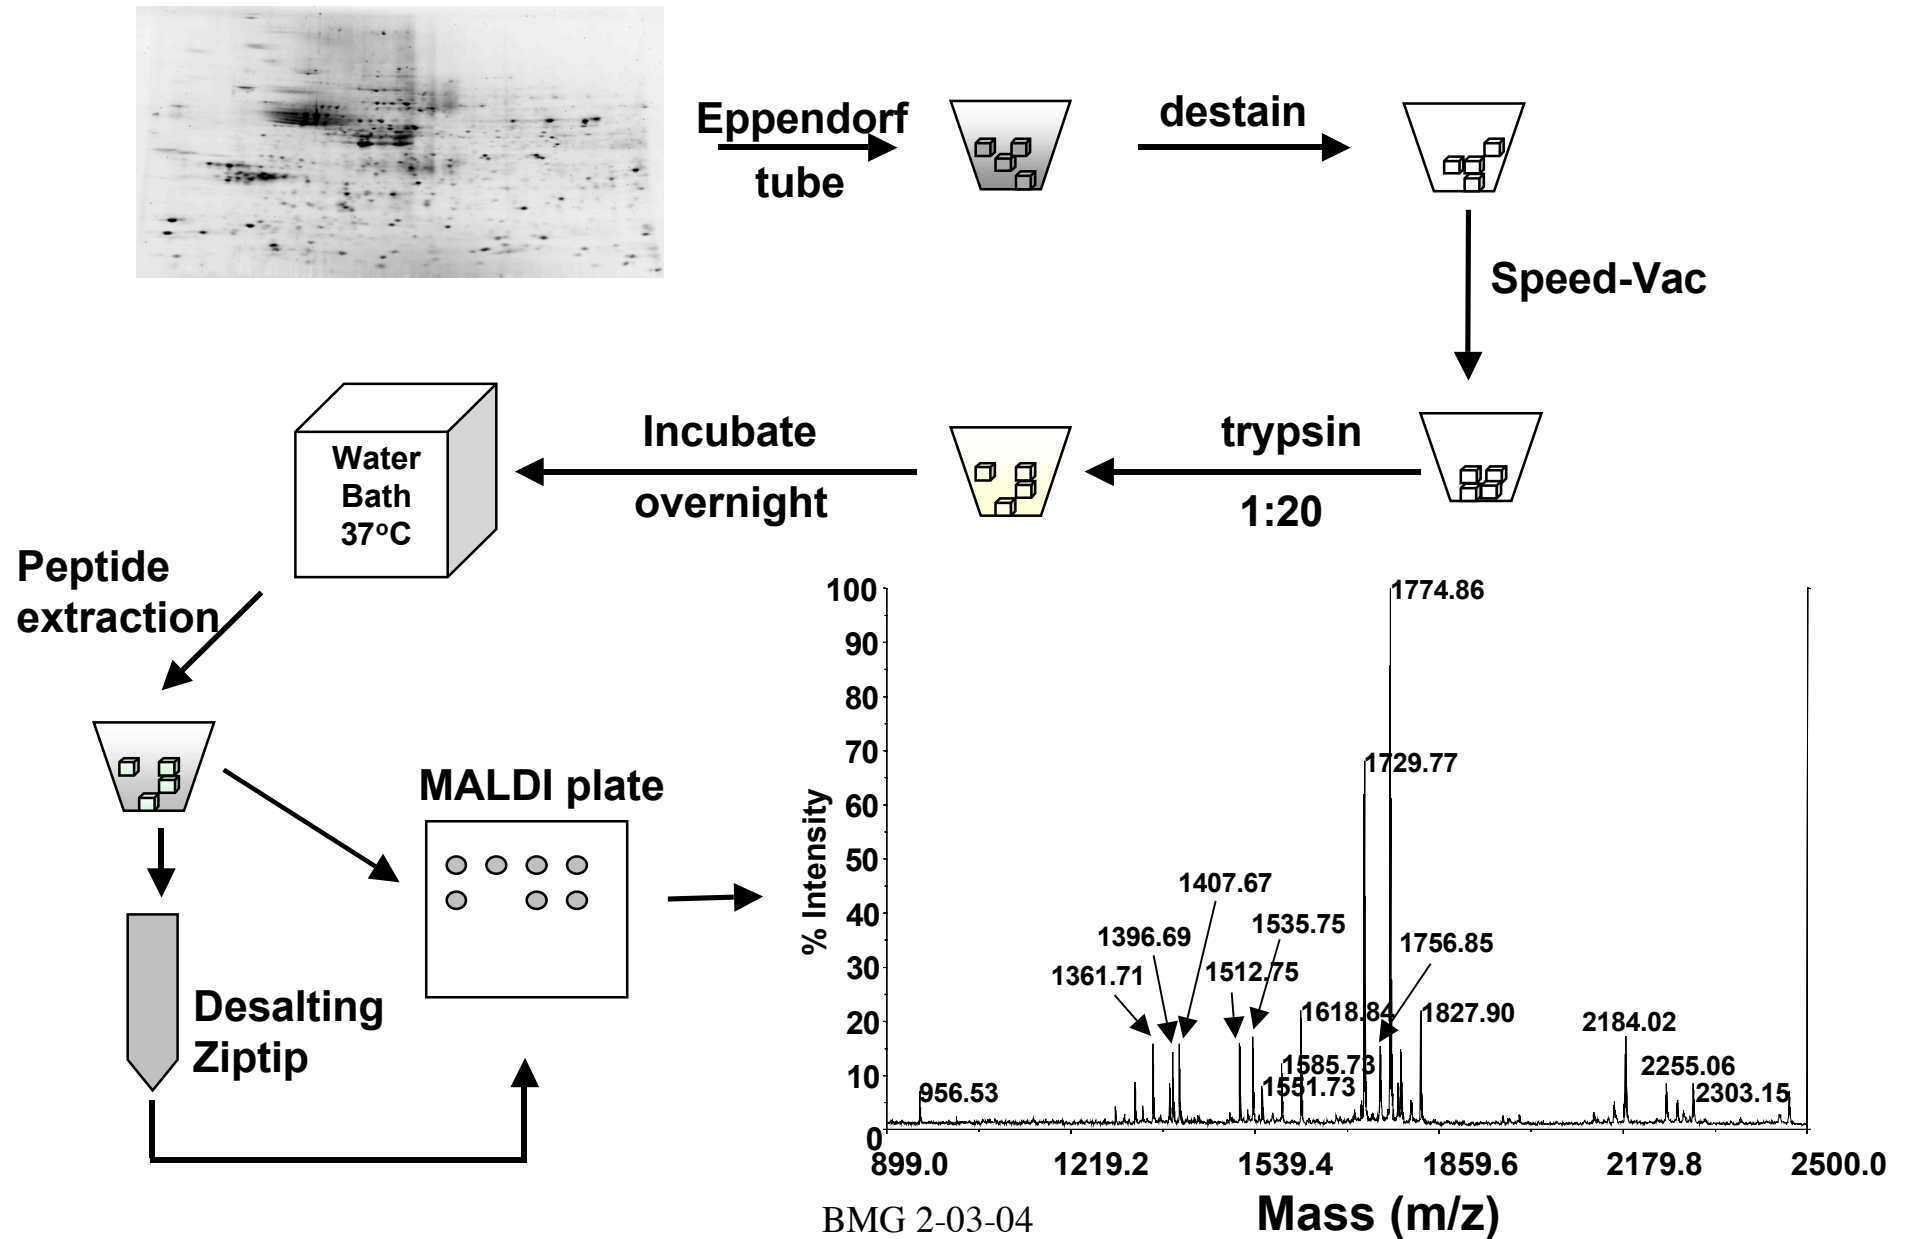 Eppendorf
tube
destain
Speed-Vac
trypsin
1:20
Incubate
overnight
Water
Bath
37°C
Peptide
extraction
Desalting
Ziptip
MALDI plate
% Intensity
100
90
80
70
60
50
40
30
20
10
0
899.0
1219.2
1539.4
1859.6
2179.8
2500.0
Mass (m/z)
956.53
1361.71
1396.69
1407.67
1512.75
1535.75
1551.73
1585.73
1618.84
1729.77
1774.86
1756.85
1827.90
2184.02
2255.06
2303.15
BMG 2-03-04